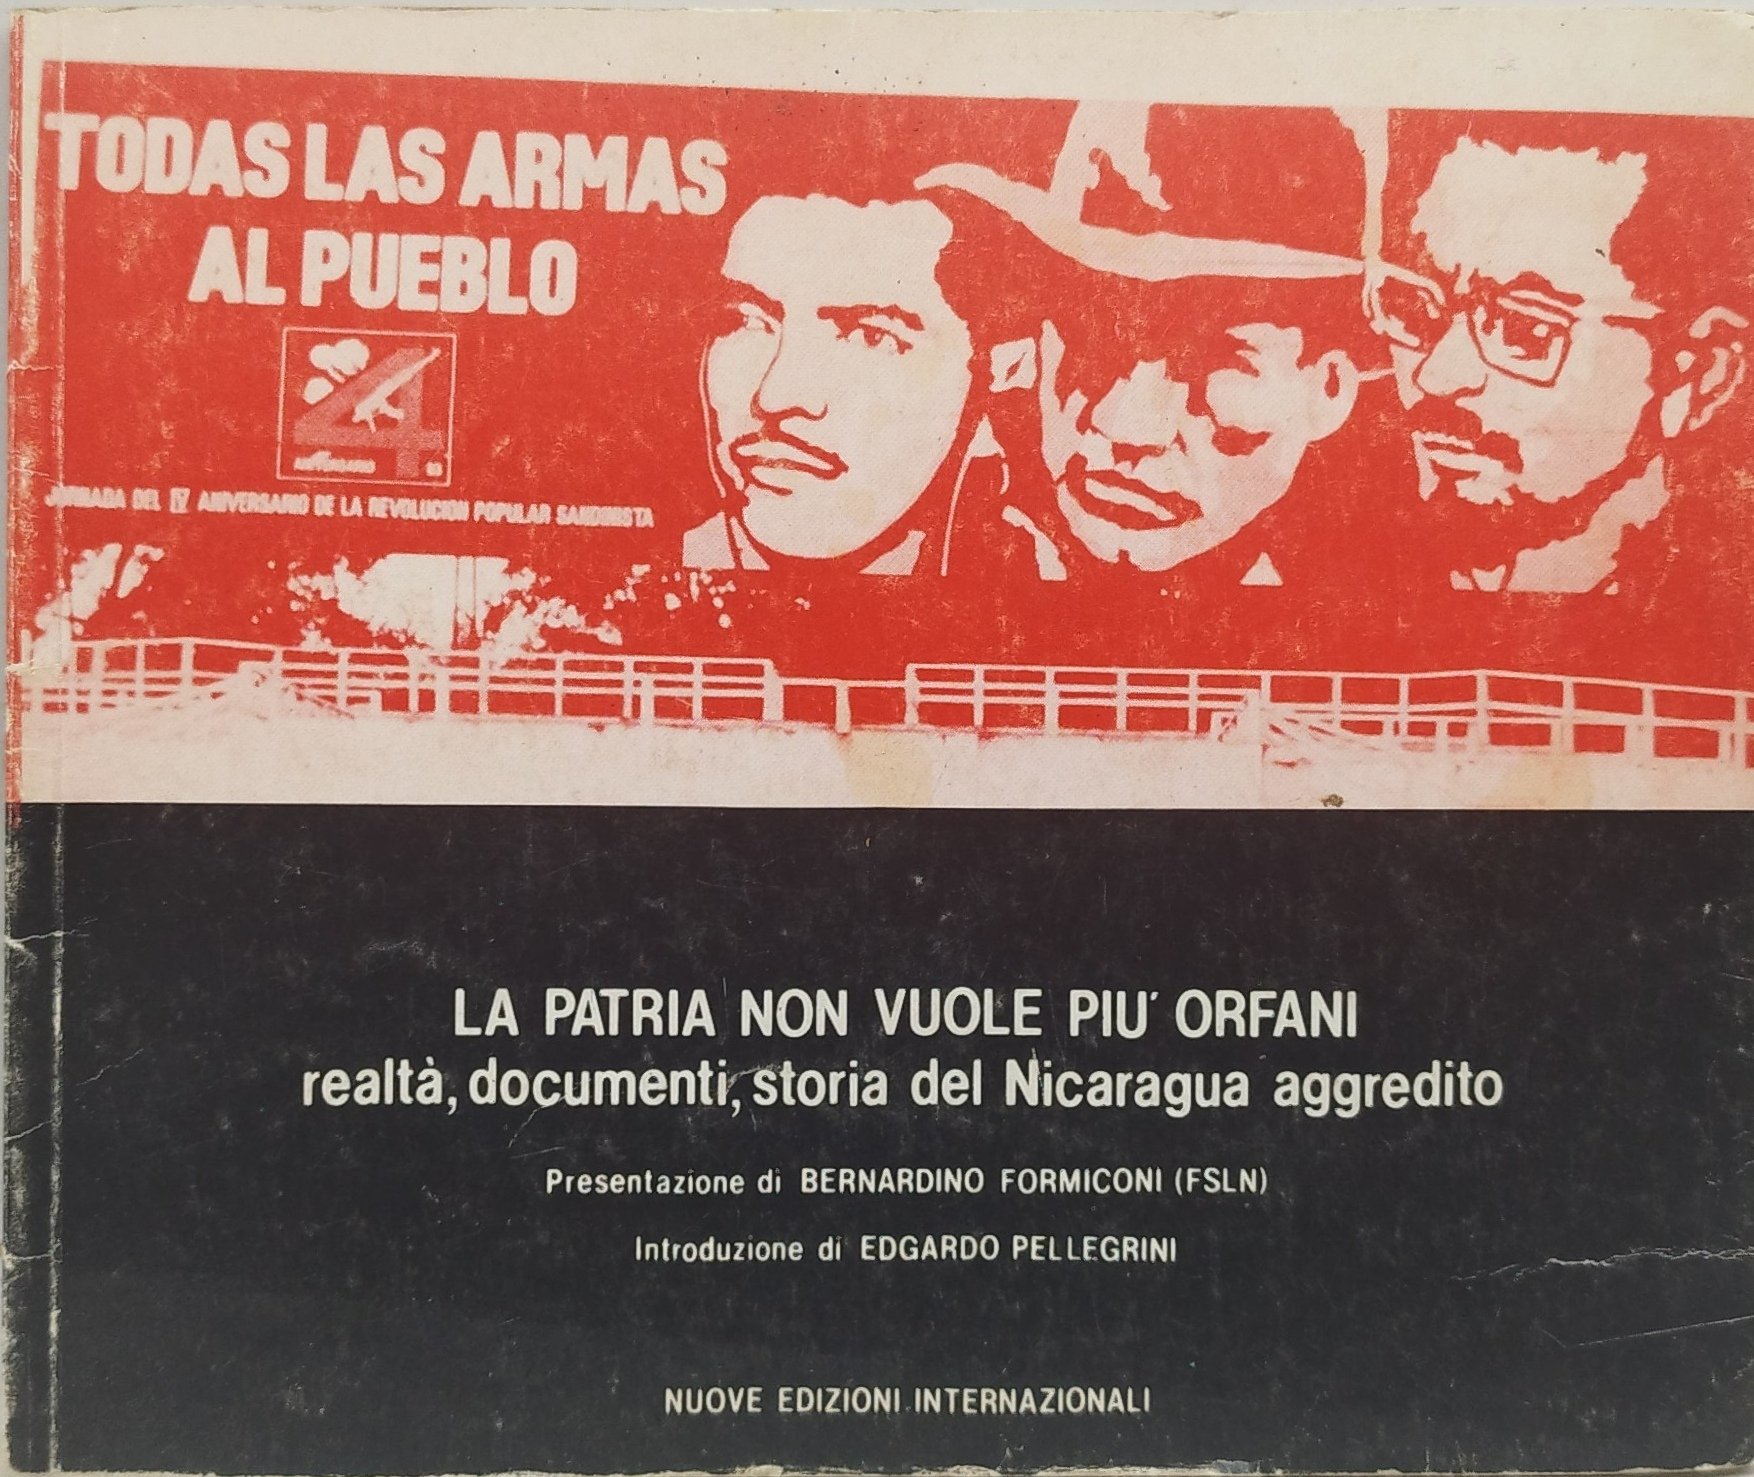 TODAS LAS ARMAS
AL PUEBLO
4
ANIVERSARIO
JORNADA DEL IV ANIVERSARIO DE LA REVOLUCION POPULAR SANDINISTA
LA PATRIA NON VUOLE PIU' ORFANI
realtà, documenti, storia del Nicaragua aggredito
Presentazione di BERNARDINO FORMICONI (FSLN)
Introduzione di EDGARDO PELLEGRINI
NUOVE EDIZIONI INTERNAZIONALI